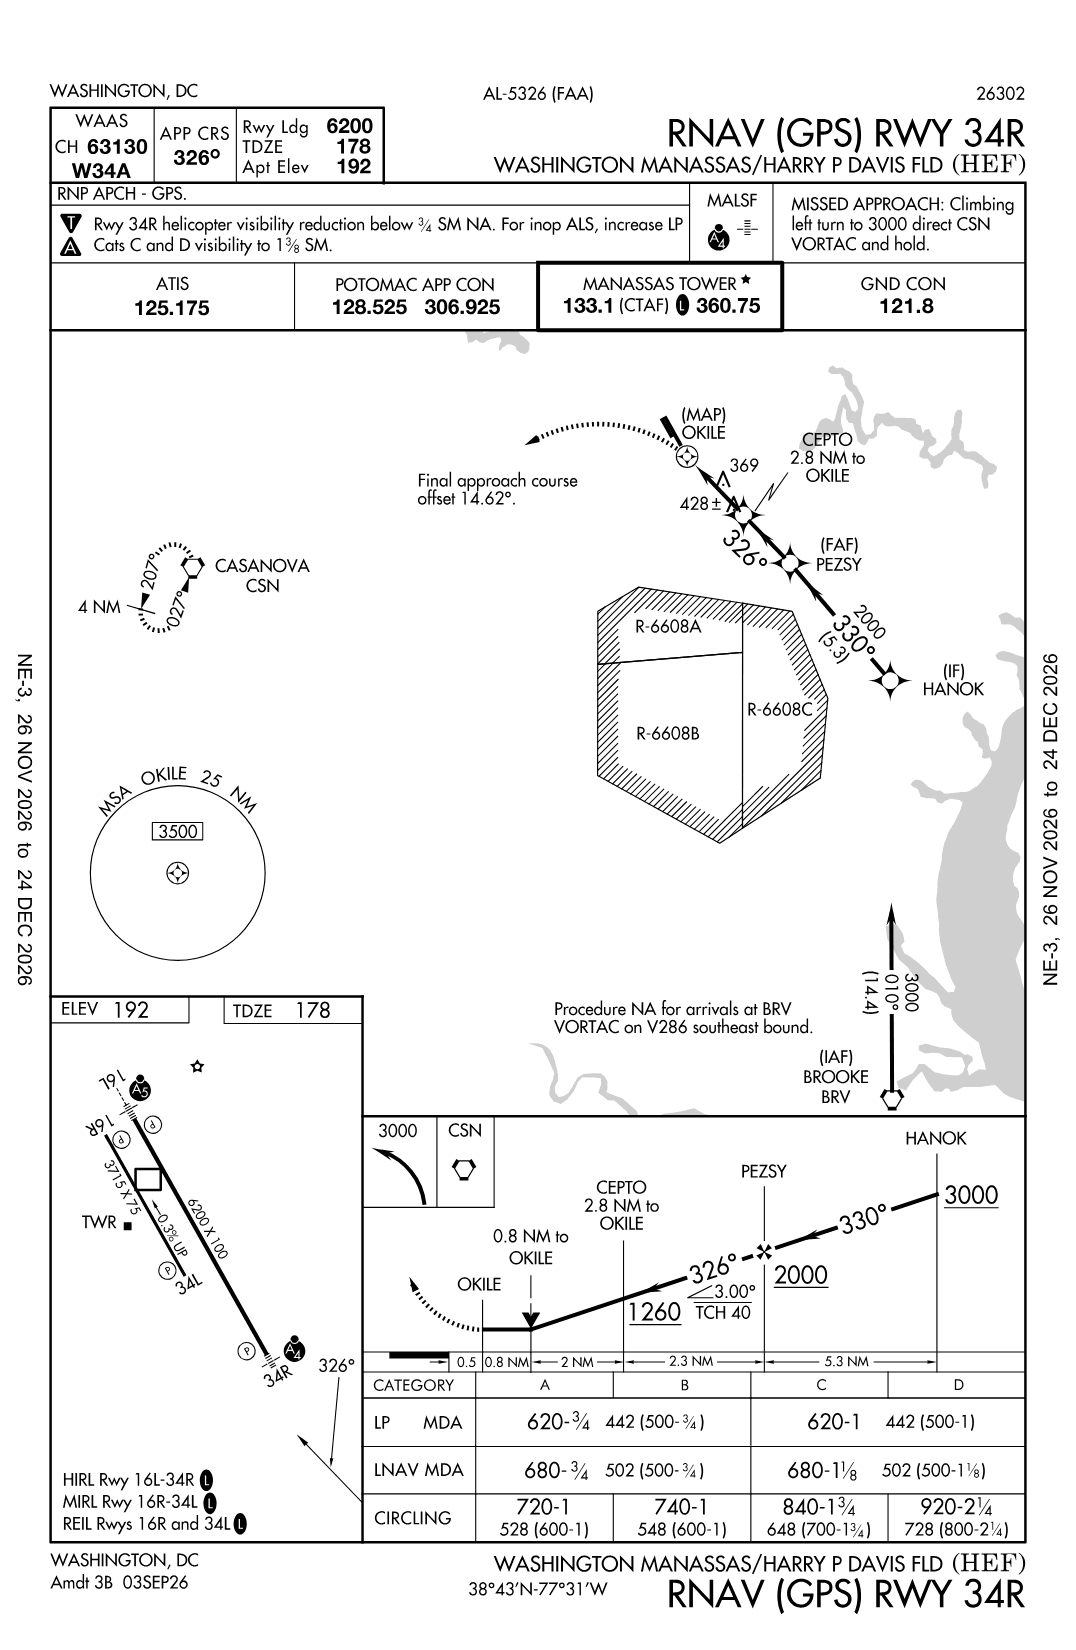 WASHINGTON, DC
AL-5326 (FAA)
26302
WAAS
CH 63130
W34A
APP CRS
326°
Rwy Ldg 6200
TDZE 178
Apt Elev 192
RNAV (GPS) RWY 34R
WASHINGTON MANASSAS/HARRY P DAVIS FLD (HEF)
RNP APCH - GPS.
T
A
Rwy 34R helicopter visibility reduction below ¾ SM NA. For inop ALS, increase LP
Cats C and D visibility to 1⅜ SM.
MALSF
A4
MISSED APPROACH: Climbing
left turn to 3000 direct CSN
VORTAC and hold.
ATIS
125.175
POTOMAC APP CON
128.525 306.925
MANASSAS TOWER★
133.1 (CTAF) L 360.75
GND CON
121.8
(MAP)
OKILE
CEPTO
2.8 NM to
OKILE
369
428±
Final approach course
offset 14.62°.
326°
(FAF)
PEZSY
2000
330°
(5.3)
(IF)
HANOK
207°
027°
4 NM
CASANOVA
CSN
R-6608A
R-6608B
R-6608C
MSA OKILE 25 NM
3500
3000
010°
(14.4)
Procedure NA for arrivals at BRV
VORTAC on V286 southeast bound.
(IAF)
BROOKE
BRV
ELEV 192
TDZE 178
16L
A5
16R
P
P
3715 X 75
6200 X 100
0.3% UP
TWR
P
34L
P
A4
34R
326°
HIRL Rwy 16L-34R L
MIRL Rwy 16R-34L L
REIL Rwys 16R and 34L L
3000
CSN
HANOK
PEZSY
CEPTO
2.8 NM to
OKILE
0.8 NM to
OKILE
OKILE
3000
330°
326°
2000
3.00°
TCH 40
1260
0.5
0.8 NM
2 NM
2.3 NM
5.3 NM
CATEGORY A B C D
LP MDA 620-¾ 442 (500-¾) 620-1 442 (500-1)
LNAV MDA 680-¾ 502 (500-¾) 680-1⅛ 502 (500-1⅛)
CIRCLING
720-1 740-1 840-1¾ 920-2¼
528 (600-1) 548 (600-1) 648 (700-1¾) 728 (800-2¼)
WASHINGTON, DC
Amdt 3B 03SEP26
38°43'N-77°31'W
WASHINGTON MANASSAS/HARRY P DAVIS FLD (HEF)
RNAV (GPS) RWY 34R
NE-3, 26 NOV 2026 to 24 DEC 2026
NE-3, 26 NOV 2026 to 24 DEC 2026